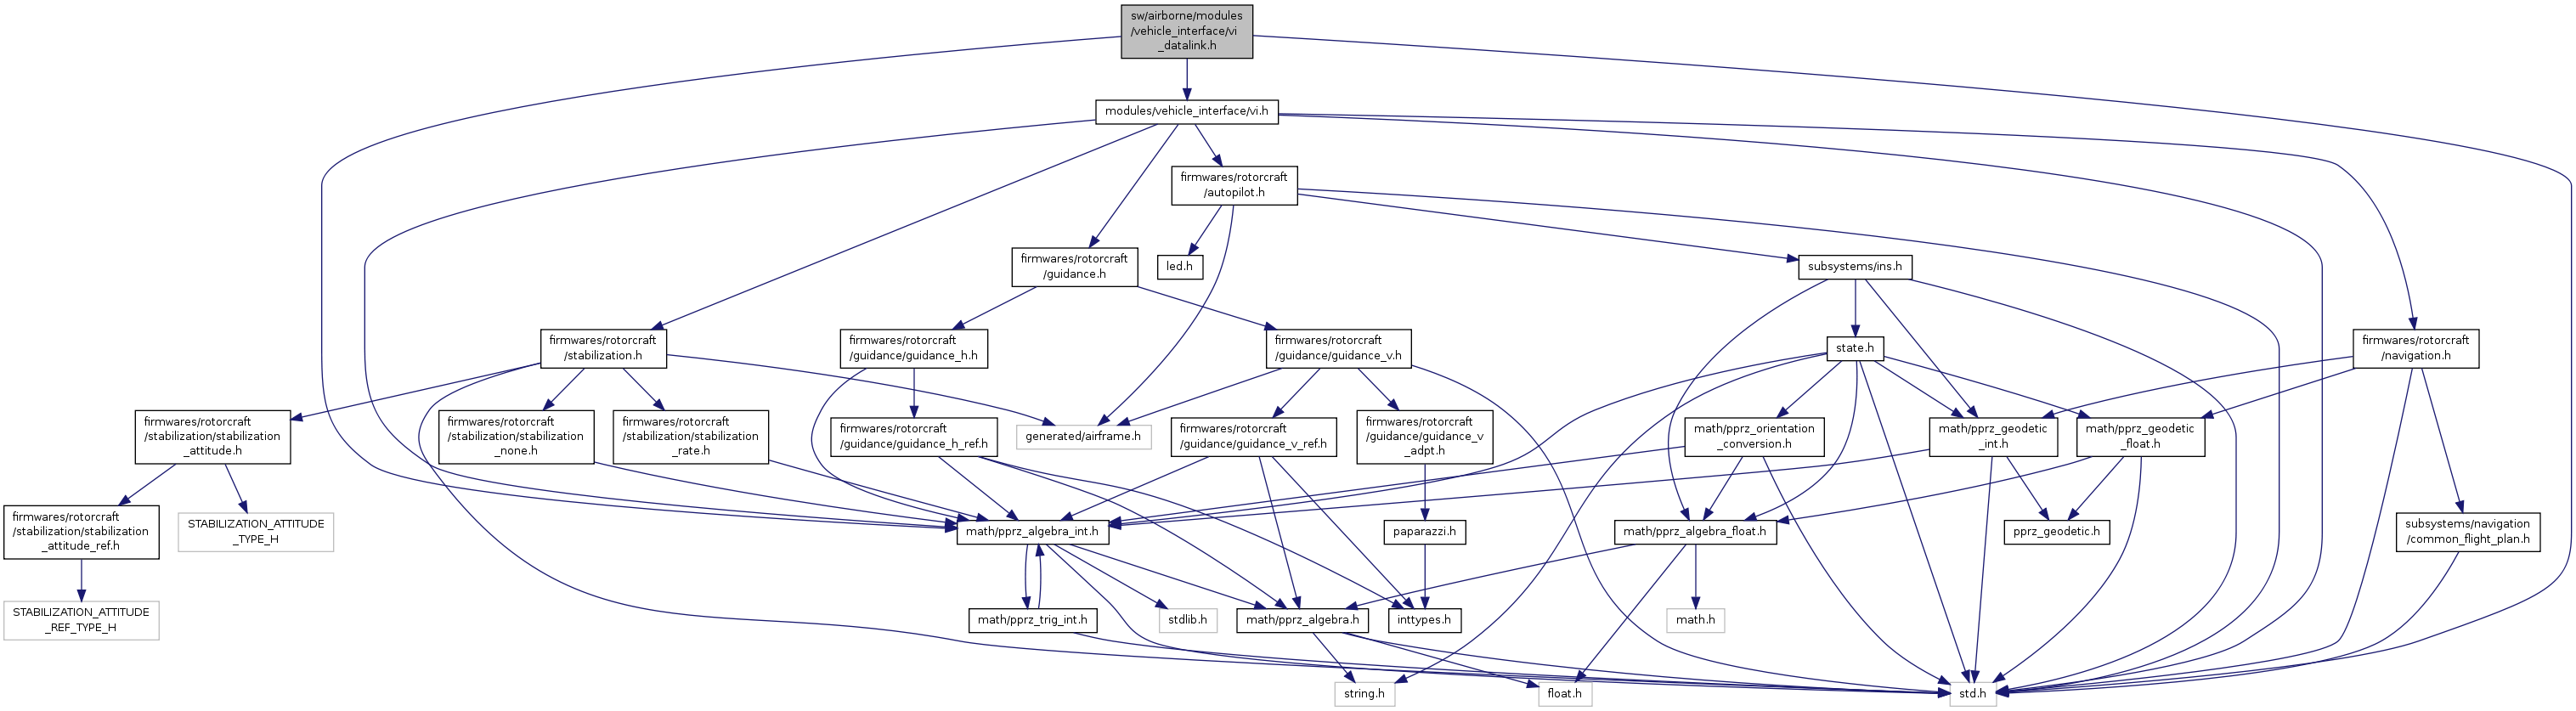 sw/airborne/modules
/vehicle_interface/vi
_datalink.h
modules/vehicle_interface/vi.h
firmwares/rotorcraft
/autopilot.h
firmwares/rotorcraft
/guidance.h
led.h
subsystems/ins.h
firmwares/rotorcraft
/stabilization.h
firmwares/rotorcraft
/guidance/guidance_h.h
firmwares/rotorcraft
/guidance/guidance_v.h
state.h
firmwares/rotorcraft
/navigation.h
firmwares/rotorcraft
/stabilization/stabilization
_attitude.h
firmwares/rotorcraft
/stabilization/stabilization
_none.h
firmwares/rotorcraft
/stabilization/stabilization
_rate.h
firmwares/rotorcraft
/guidance/guidance_h_ref.h
generated/airframe.h
firmwares/rotorcraft
/guidance/guidance_v_ref.h
firmwares/rotorcraft
/guidance/guidance_v
_adpt.h
math/pprz_orientation
_conversion.h
math/pprz_geodetic
_int.h
math/pprz_geodetic
_float.h
firmwares/rotorcraft
/stabilization/stabilization
_attitude_ref.h
STABILIZATION_ATTITUDE
_TYPE_H
math/pprz_algebra_int.h
paparazzi.h
math/pprz_algebra_float.h
pprz_geodetic.h
subsystems/navigation
/common_flight_plan.h
STABILIZATION_ATTITUDE
_REF_TYPE_H
math/pprz_trig_int.h
stdlib.h
math/pprz_algebra.h
inttypes.h
math.h
string.h
float.h
std.h